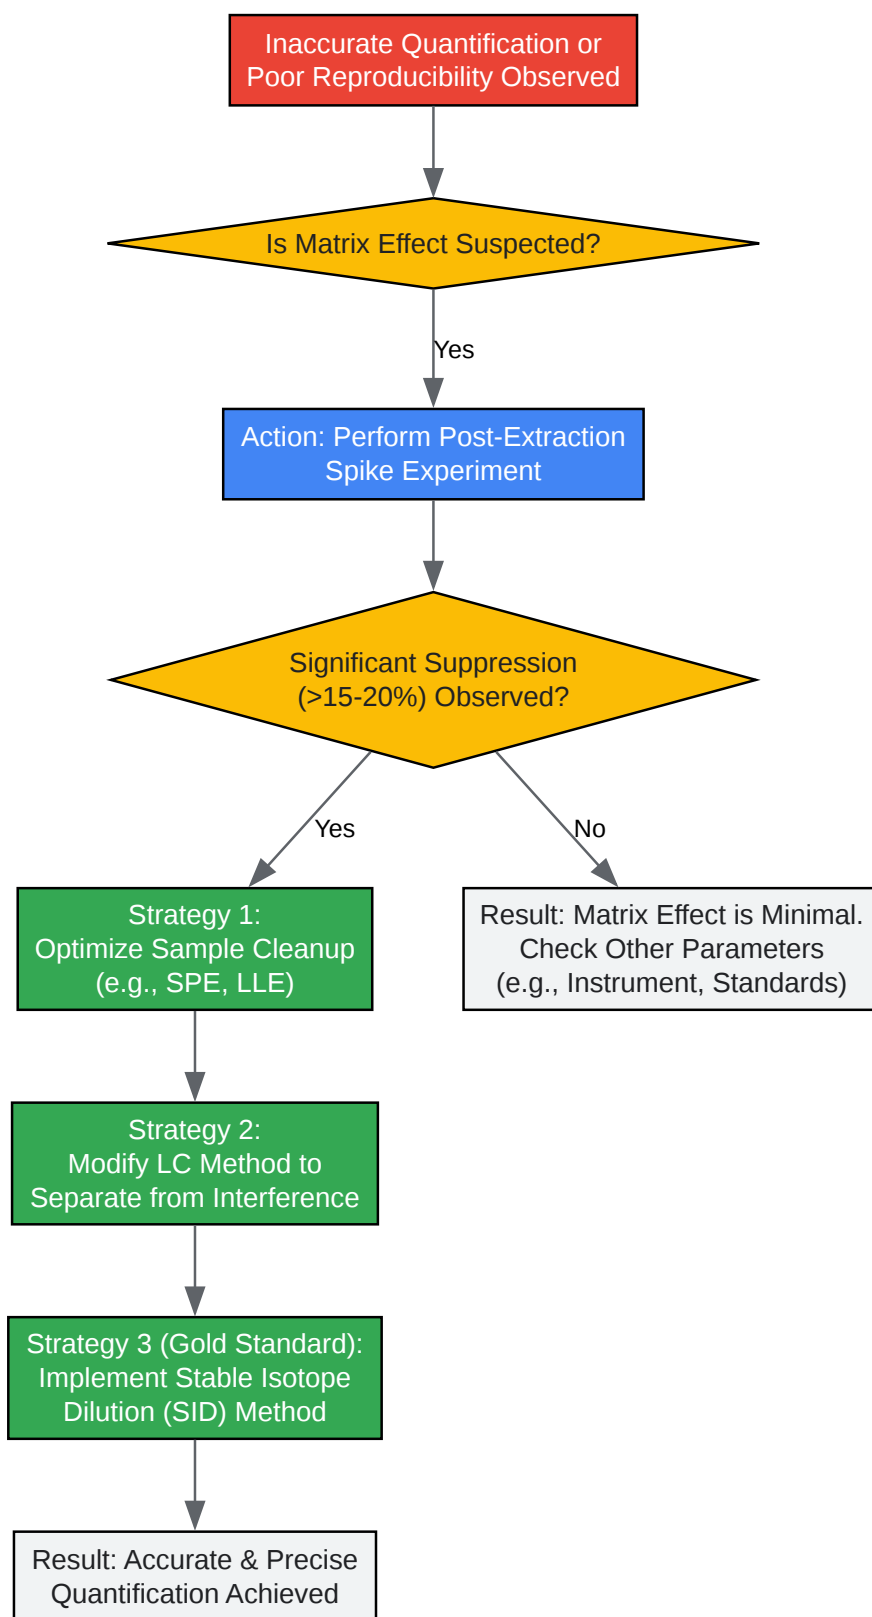 Inaccurate Quantification or
Poor Reproducibility Observed
Is Matrix Effect Suspected?
Yes
Action: Perform Post-Extraction
Spike Experiment
Significant Suppression
(>15-20%) Observed?
Yes
No
Strategy 1:
Optimize Sample Cleanup
(e.g., SPE, LLE)
Result: Matrix Effect is Minimal.
Check Other Parameters
(e.g., Instrument, Standards)
Strategy 2:
Modify LC Method to
Separate from Interference
Strategy 3 (Gold Standard):
Implement Stable Isotope
Dilution (SID) Method
Result: Accurate & Precise
Quantification Achieved